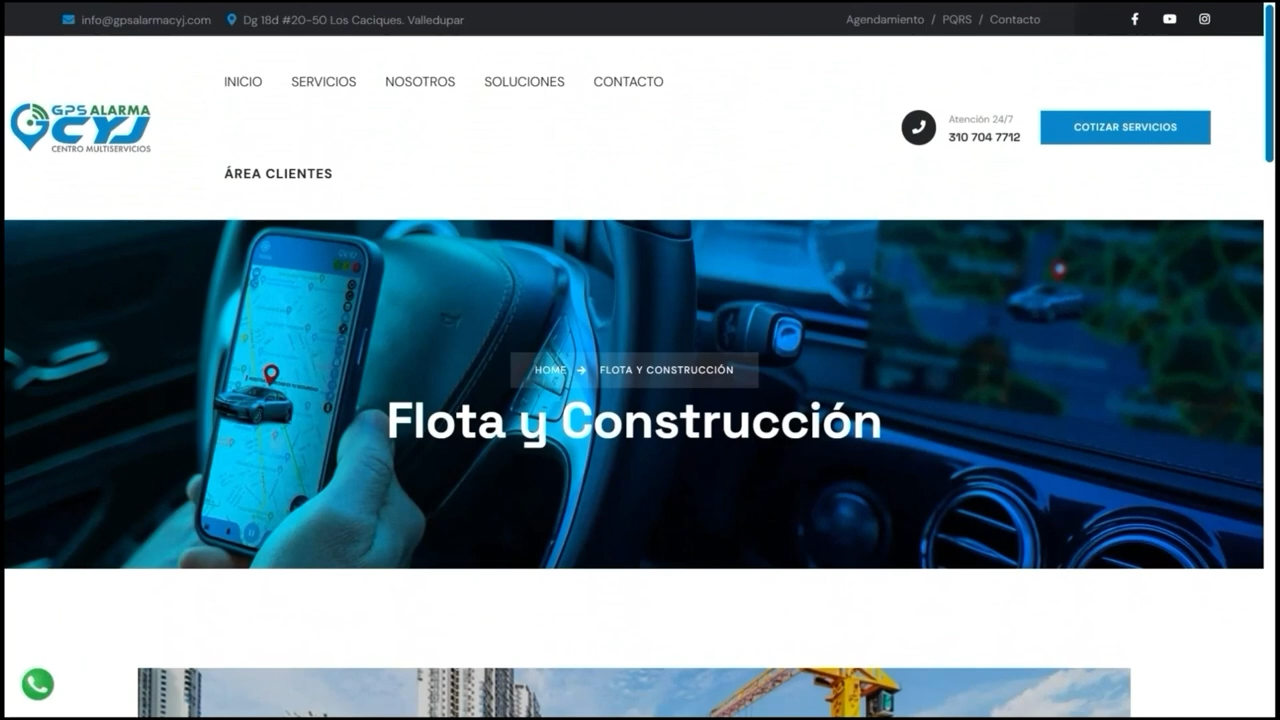 info@gpsalarmacyj.com
Dg 18d #20-50 Los Caciques. Valledupar
Agendamiento / PQRS / Contacto
INICIO
SERVICIOS
NOSOTROS
SOLUCIONES
CONTACTO
GPS ALARMA
CYJ
CENTRO MULTISERVICIOS
Atención 24/7
310 704 7712
COTIZAR SERVICIOS
ÁREA CLIENTES
HOME → FLOTA Y CONSTRUCCIÓN
Flota y Construcción